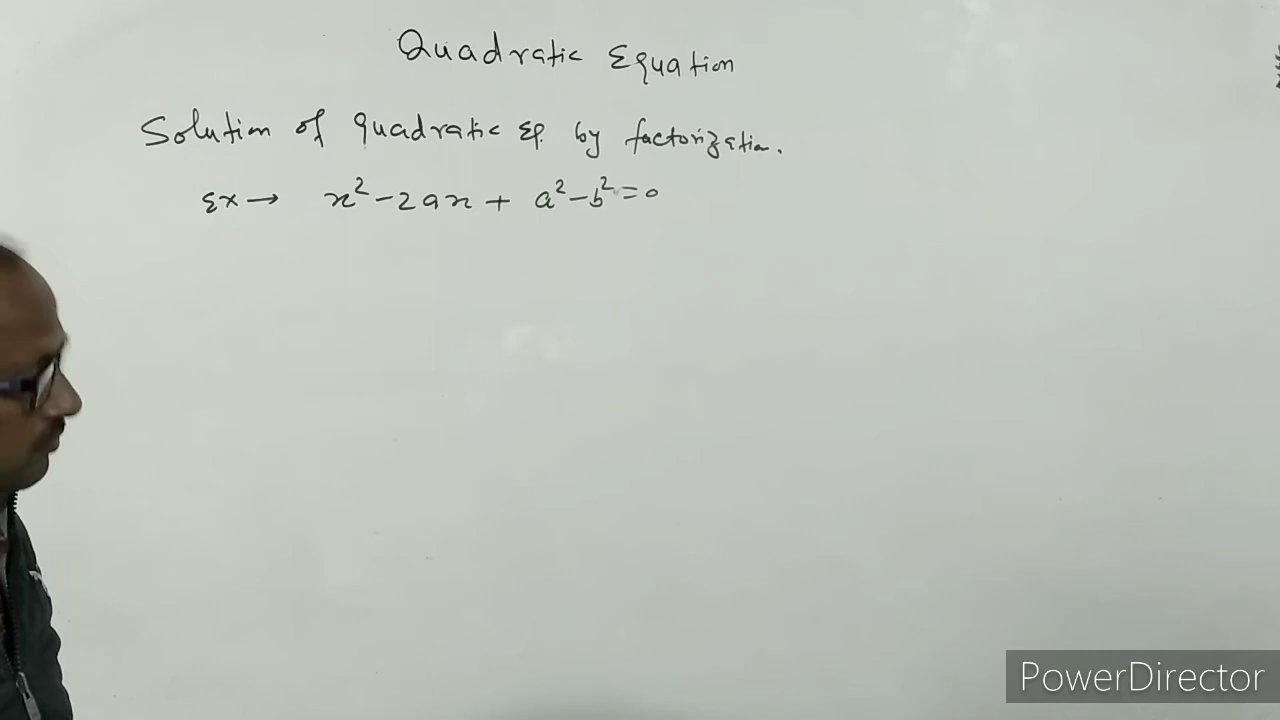 Quadratic Equation
Solution of quadratic Eq. by factorization.
Ex → x² - 2ax + a² - b² = 0
PowerDirector